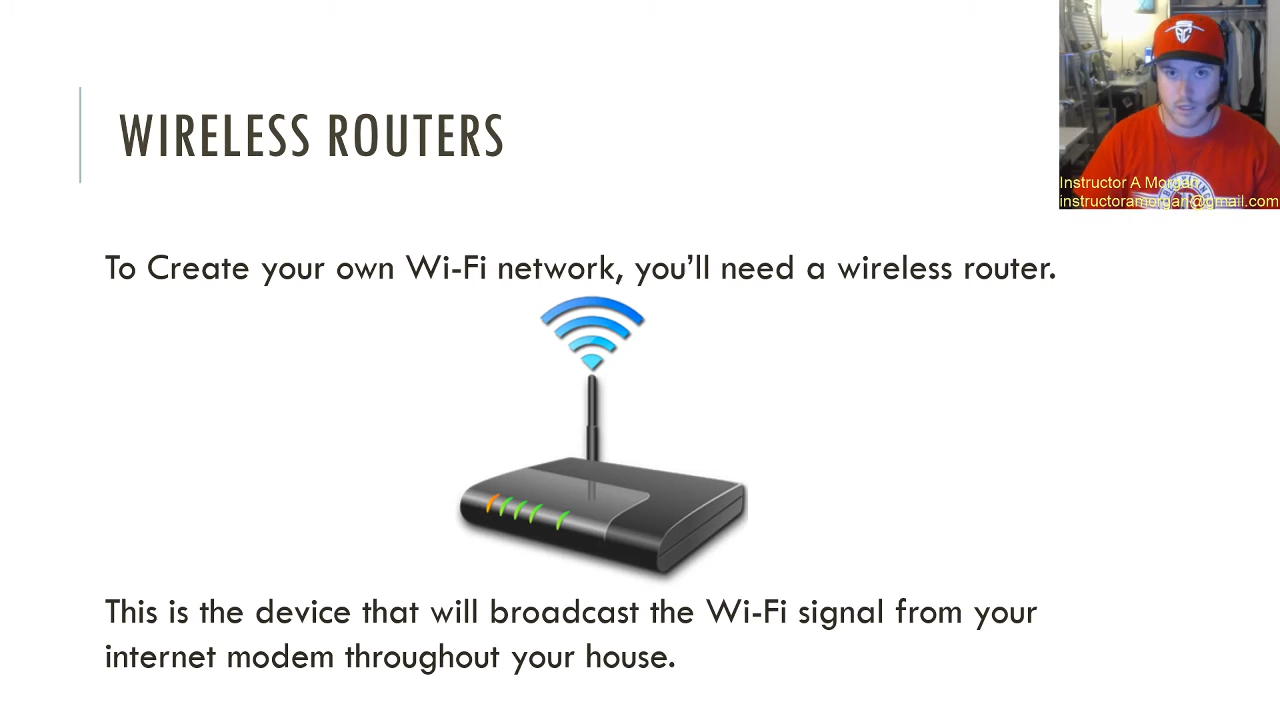 WIRELESS ROUTERS
Instructor A Morgan
instructoramorgan@gmail.com
To Create your own Wi-Fi network, you'll need a wireless router.
This is the device that will broadcast the Wi-Fi signal from your
internet modem throughout your house.